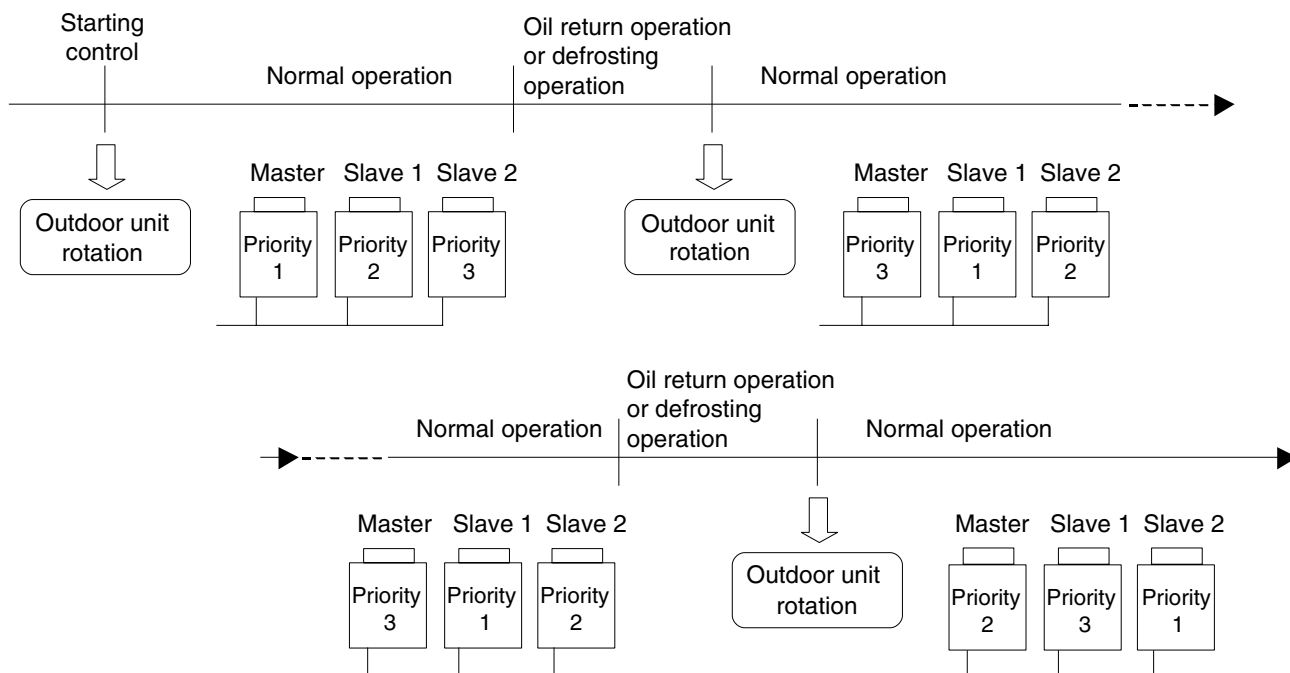 Starting
control
Normal operation
Oil return operation
or defrosting
operation
Normal operation
Outdoor unit
rotation
Master Slave 1 Slave 2
Priority
1
Priority
2
Priority
3
Outdoor unit
rotation
Master Slave 1 Slave 2
Priority
3
Priority
1
Priority
2
Normal operation
Oil return operation
or defrosting
operation
Normal operation
Master Slave 1 Slave 2
Priority
3
Priority
1
Priority
2
Outdoor unit
rotation
Master Slave 1 Slave 2
Priority
2
Priority
3
Priority
1